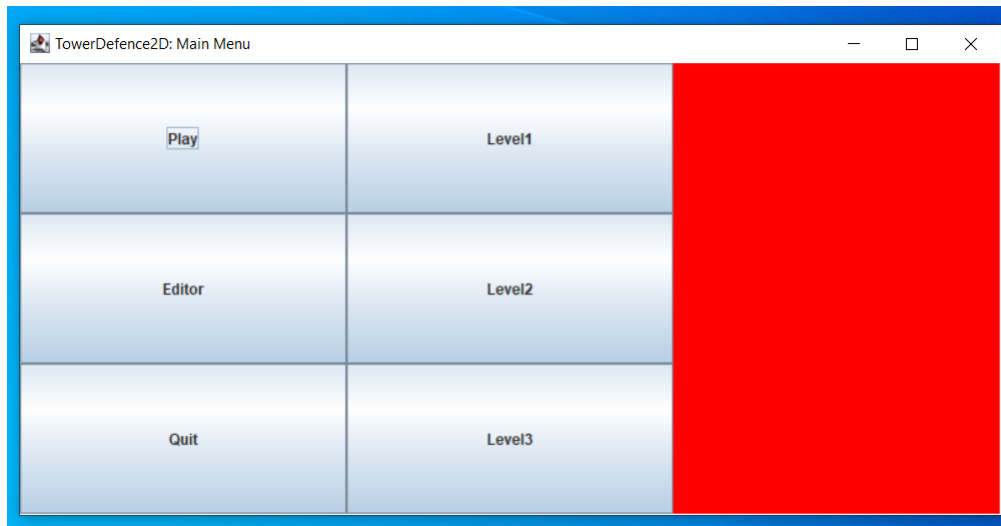 TowerDefence2D: Main Menu
Play
Level1
Editor
Level2
Quit
Level3